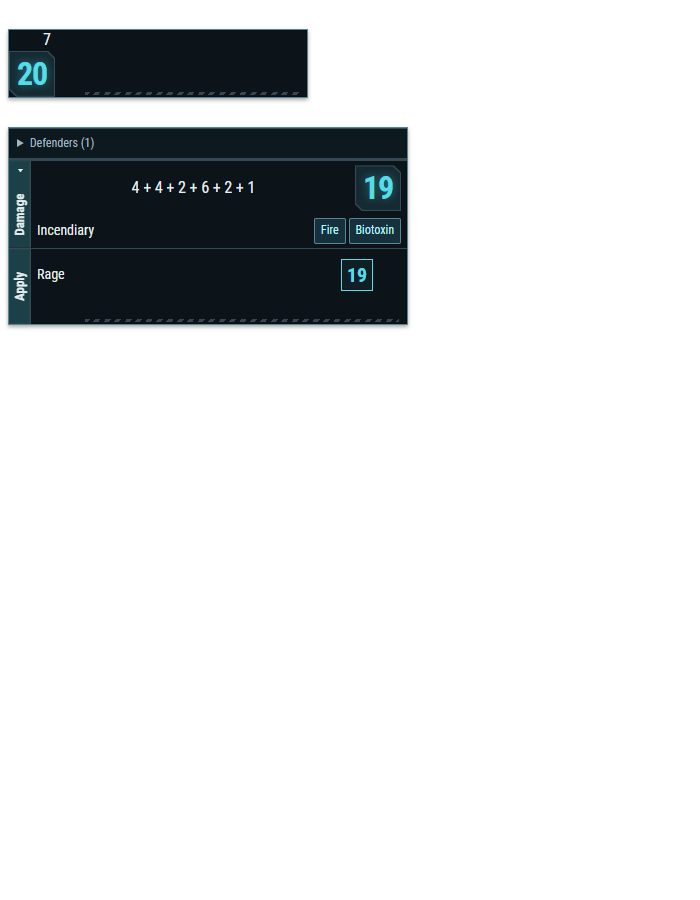 7
20
Defenders (1)
Damage
4 + 4 + 2 + 6 + 2 + 1
19
Incendiary
Fire
Biotoxin
Apply
Rage
19